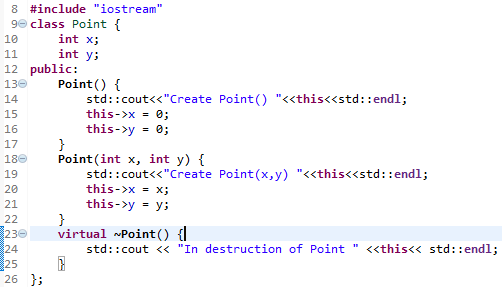 8 #include "iostream"
9 class Point {
10     int x;
11     int y;
12 public:
13     Point() {
14         std::cout<<"Create Point() "<<this<<std::endl;
15         this->x = 0;
16         this->y = 0;
17     }
18     Point(int x, int y) {
19         std::cout<<"Create Point(x,y) "<<this<<std::endl;
20         this->x = x;
21         this->y = y;
22     }
23     virtual ~Point() {
24         std::cout << "In destruction of Point " <<this<< std::endl;
25     }
26 };